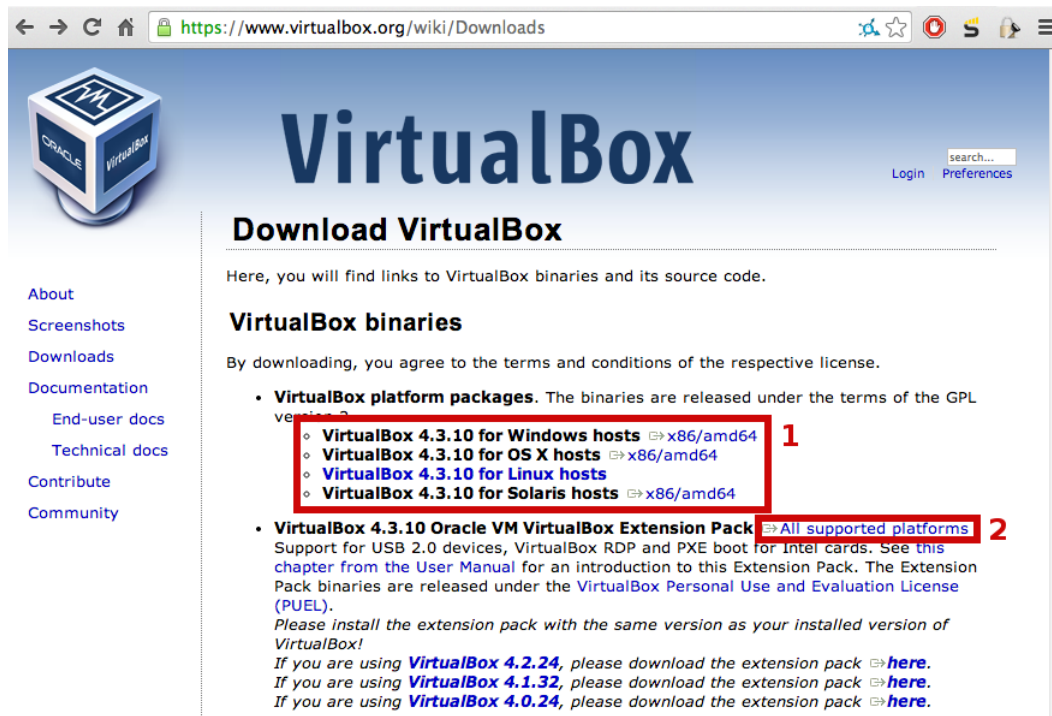 https://www.virtualbox.org/wiki/Downloads
ORACLE
VirtualBox
VirtualBox
search...
Login Preferences
Download VirtualBox
Here, you will find links to VirtualBox binaries and its source code.
About
Screenshots
Downloads
Documentation
End-user docs
Technical docs
Contribute
Community
VirtualBox binaries
By downloading, you agree to the terms and conditions of the respective license.
• VirtualBox platform packages. The binaries are released under the terms of the GPL
version 2
VirtualBox 4.3.10 for Windows hosts x86/amd64 1
VirtualBox 4.3.10 for OS X hosts x86/amd64
VirtualBox 4.3.10 for Linux hosts
VirtualBox 4.3.10 for Solaris hosts x86/amd64
• VirtualBox 4.3.10 Oracle VM VirtualBox Extension Pack All supported platforms 2
Support for USB 2.0 devices, VirtualBox RDP and PXE boot for Intel cards. See this
chapter from the User Manual for an introduction to this Extension Pack. The Extension
Pack binaries are released under the VirtualBox Personal Use and Evaluation License
(PUEL).
Please install the extension pack with the same version as your installed version of
VirtualBox!
If you are using VirtualBox 4.2.24, please download the extension pack here.
If you are using VirtualBox 4.1.32, please download the extension pack here.
If you are using VirtualBox 4.0.24, please download the extension pack here.